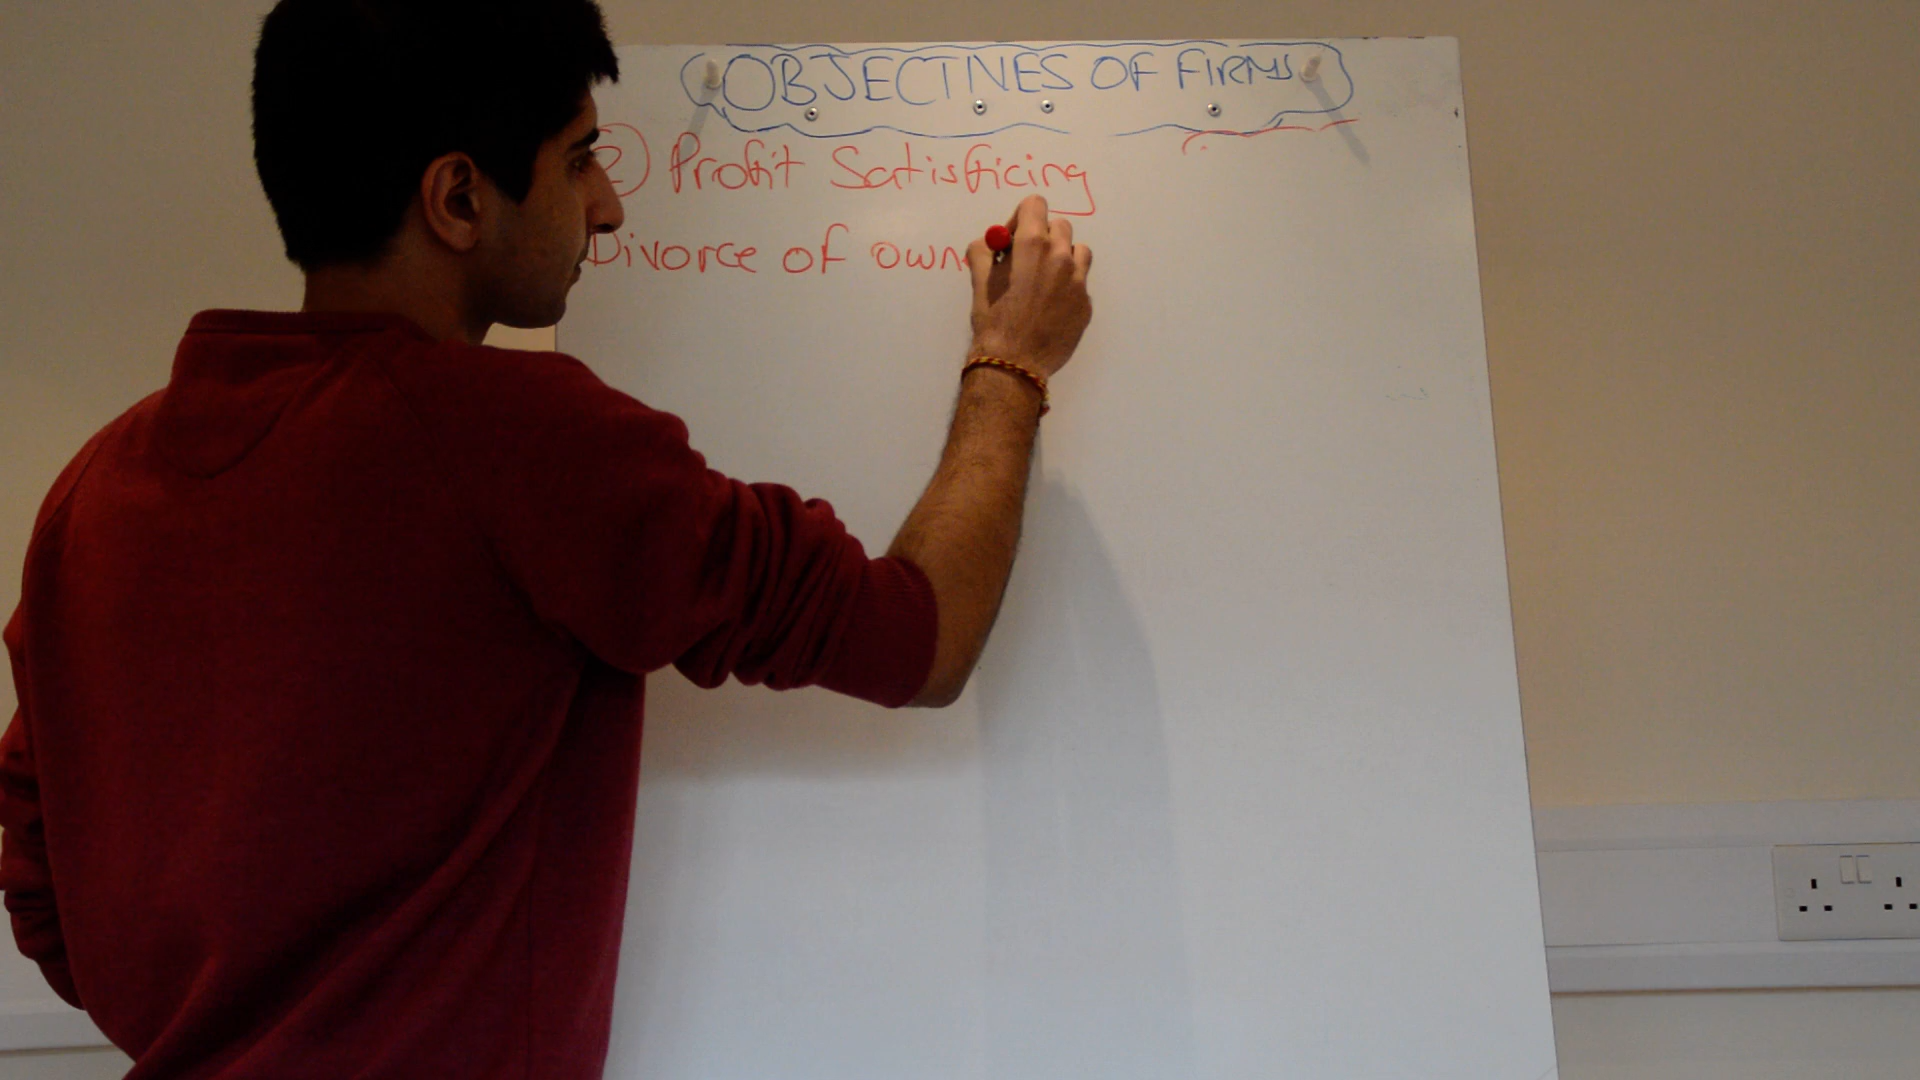 OBJECTIVES OF FIRMS
2) Profit Satisficing
Divorce of own